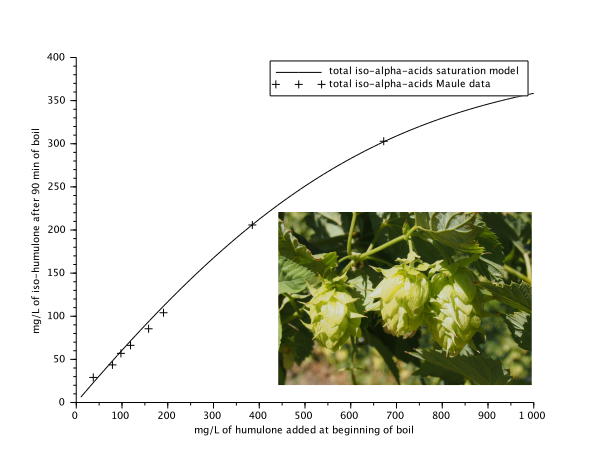 total iso-alpha-acids saturation model
total iso-alpha-acids Maule data
400
350
300
250
200
150
100
50
0
mg/L of iso-humulone after 90 min of boil
0 100 200 300 400 500 600 700 800 900 1 000
mg/L of humulone added at beginning of boil